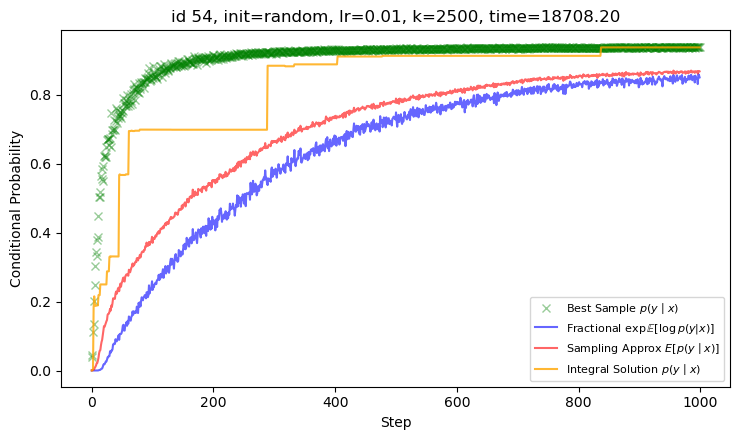 id 54, init=random, lr=0.01, k=2500, time=18708.20
Conditional Probability
0.8
0.6
0.4
0.2
0.0
0
200
400
600
800
1000
Step
Best Sample p(y | x)
Fractional exp𝔼[log p(y|x)]
Sampling Approx E[p(y | x)]
Integral Solution p(y | x)